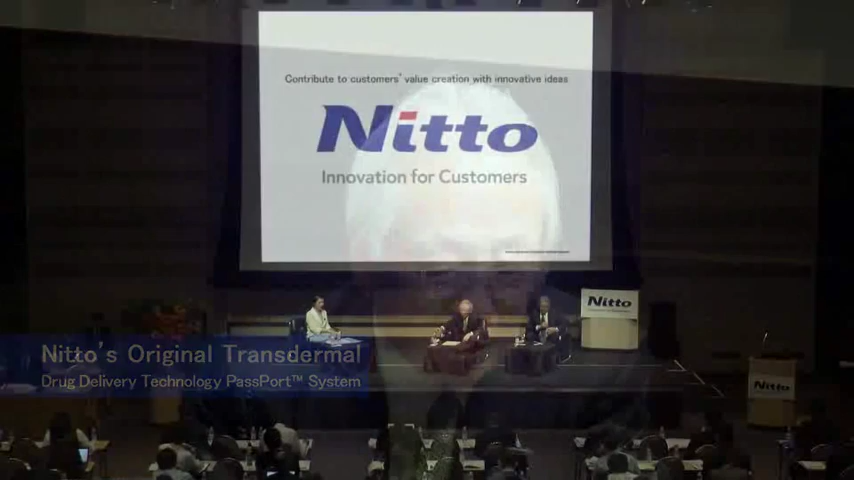 Contribute to customers' value creation with innovative ideas
Nitto
Innovation for Customers
Nitto
Nitto
Nitto's Original Transdermal
Drug Delivery Technology PassPort™ System